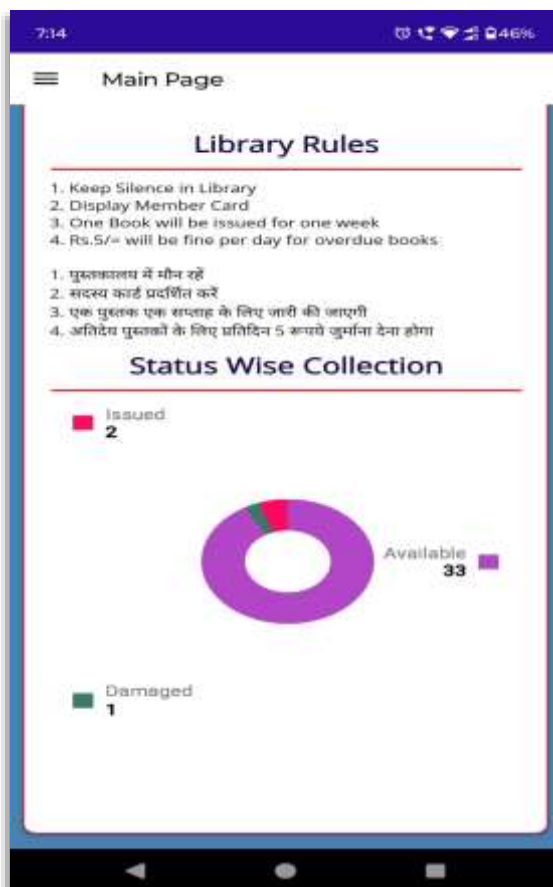 7:14
46%
Main Page
Library Rules
1. Keep Silence in Library
2. Display Member Card
3. One Book will be issued for one week
4. Rs.5/= will be fine per day for overdue books
1. पुस्तकालय में मौन रहें
2. सदस्य कार्ड प्रदर्शित करें
3. एक पुस्तक एक सप्ताह के लिए जारी की जाएगी
4. अतिदेय पुस्तकों के लिए प्रतिदिन 5 रूपये जुर्माना देना होगा
Status Wise Collection
Issued
2
Available
33
Damaged
1